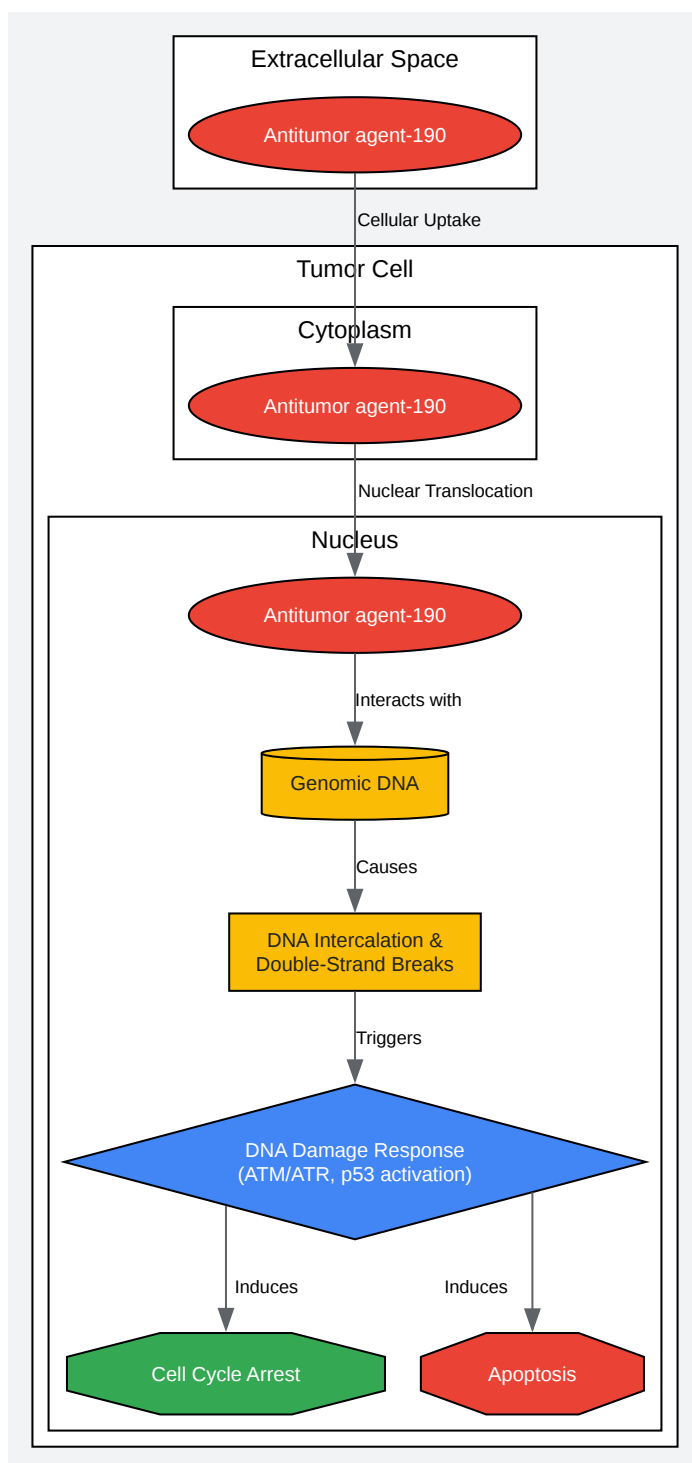 Extracellular Space
Antitumor agent-190
Cellular Uptake
Tumor Cell
Cytoplasm
Antitumor agent-190
Nuclear Translocation
Nucleus
Antitumor agent-190
Interacts with
Genomic DNA
Causes
DNA Intercalation &
Double-Strand Breaks
Triggers
DNA Damage Response
(ATM/ATR, p53 activation)
Induces
Induces
Cell Cycle Arrest
Apoptosis